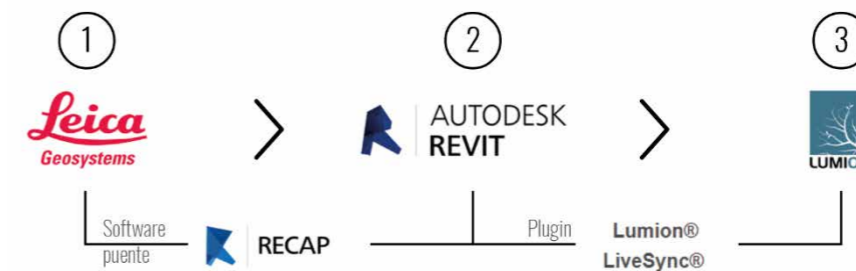 1
2
3
Leica
Geosystems
AUTODESK
REVIT
Software
puente
RECAP
Plugin
Lumion®
LiveSync®